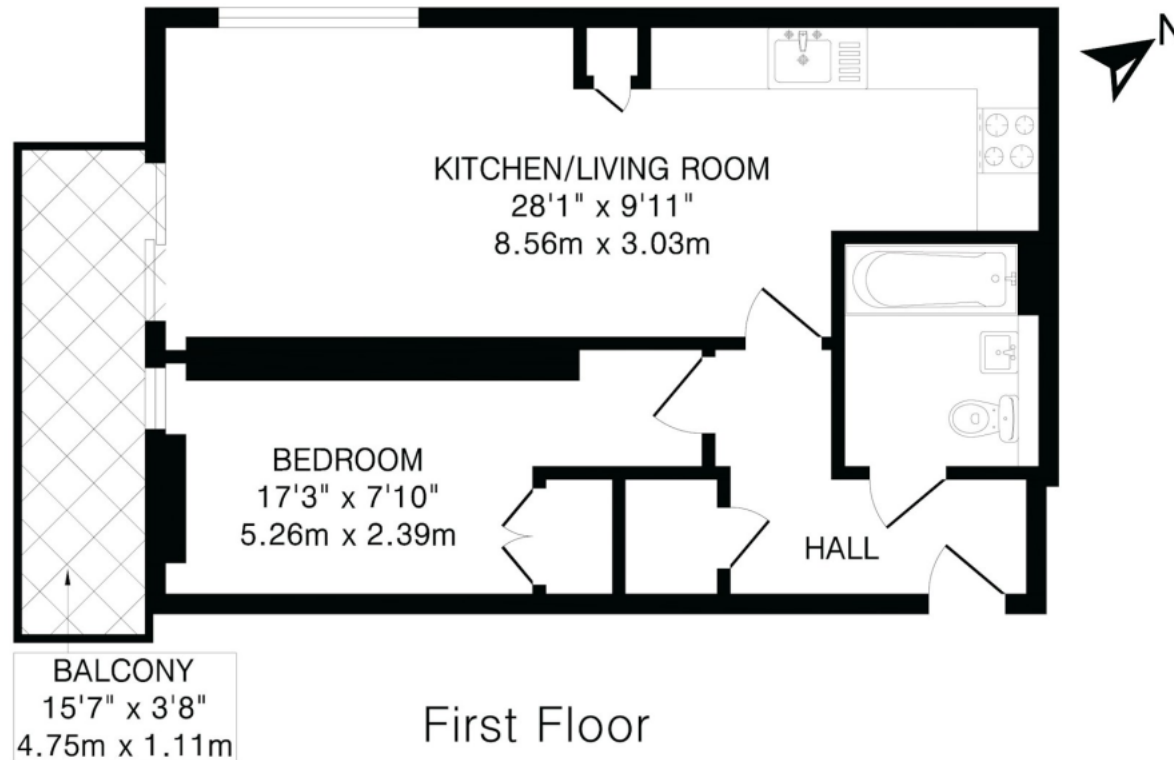 N
KITCHEN/LIVING ROOM
28'1" x 9'11"
8.56m x 3.03m
BEDROOM
17'3" x 7'10"
5.26m x 2.39m
HALL
BALCONY
15'7" x 3'8"
4.75m x 1.11m
First Floor